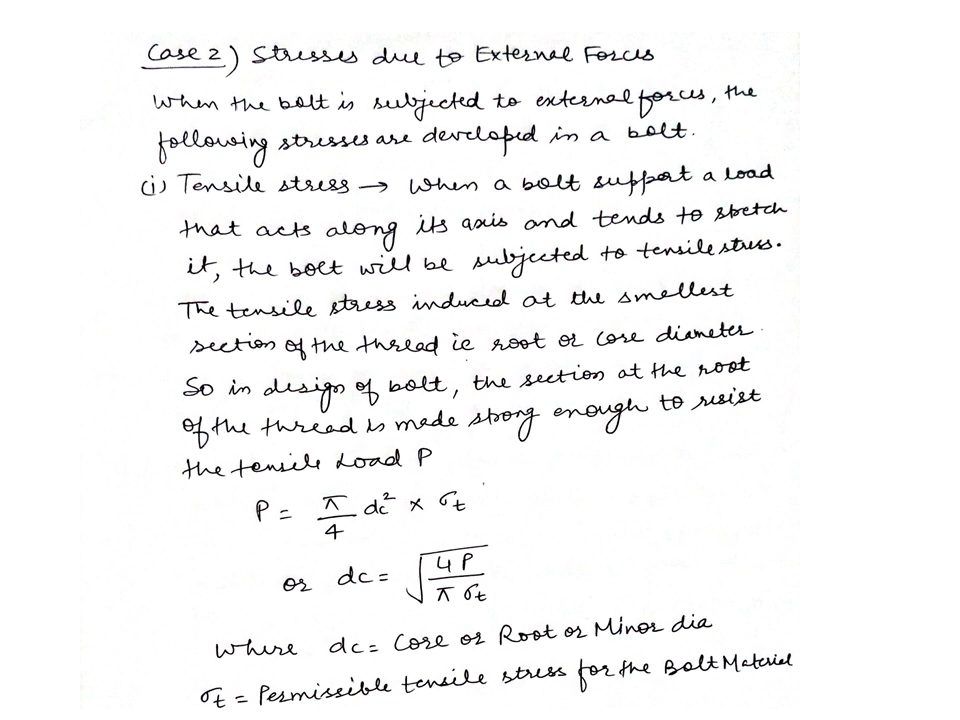 Case 2) Stresses due to External Forces
When the bolt is subjected to external forces, the
following stresses are developed in a bolt.
(i) Tensile stress → When a bolt support a load
that acts along its axis and tends to stretch
it, the bolt will be subjected to tensile stress.
The tensile stress induced at the smallest
section of the thread ie root or core diameter.
So in design of bolt, the section at the root
of the thread is made strong enough to resist
the tensile Load P
P = π/4 dc² × σt
or dc = √(4P/πσt)
Where dc = Core or Root or Minor dia
σt = Permissible tensile stress for the Bolt Material